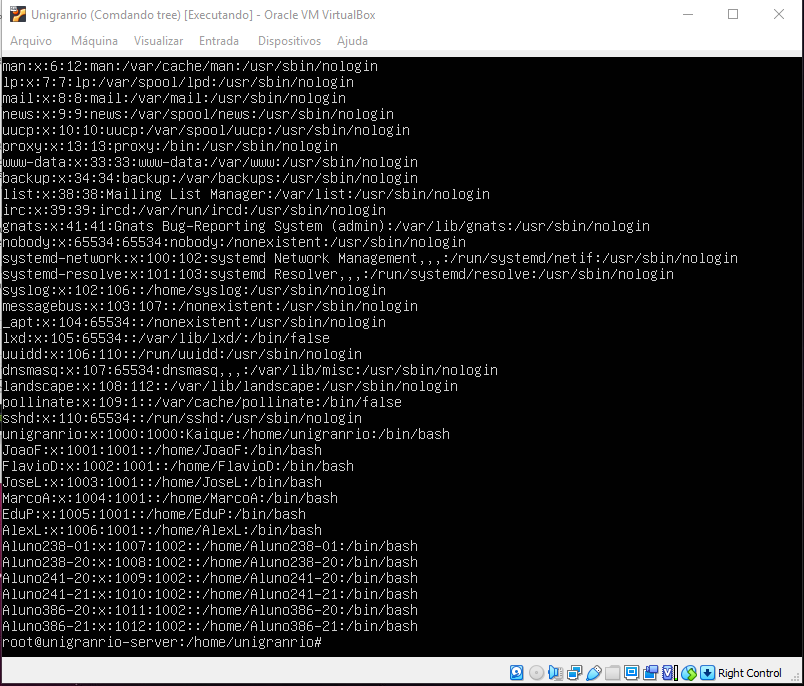 Unigranrio (Comdando tree) [Executando] - Oracle VM VirtualBox
Arquivo Máquina Visualizar Entrada Dispositivos Ajuda
man:x:6:12:man:/var/cache/man:/usr/sbin/nologin
lp:x:7:7:lp:/var/spool/lpd:/usr/sbin/nologin
mail:x:8:8:mail:/var/mail:/usr/sbin/nologin
news:x:9:9:news:/var/spool/news:/usr/sbin/nologin
uucp:x:10:10:uucp:/var/spool/uucp:/usr/sbin/nologin
proxy:x:13:13:proxy:/bin:/usr/sbin/nologin
www-data:x:33:33:www-data:/var/www:/usr/sbin/nologin
backup:x:34:34:backup:/var/backups:/usr/sbin/nologin
list:x:38:38:Mailing List Manager:/var/list:/usr/sbin/nologin
irc:x:39:39:ircd:/var/run/ircd:/usr/sbin/nologin
gnats:x:41:41:Gnats Bug-Reporting System (admin):/var/lib/gnats:/usr/sbin/nologin
nobody:x:65534:65534:nobody:/nonexistent:/usr/sbin/nologin
systemd-network:x:100:102:systemd Network Management,,,:/run/systemd/netif:/usr/sbin/nologin
systemd-resolve:x:101:103:systemd Resolver,,,:/run/systemd/resolve:/usr/sbin/nologin
syslog:x:102:106::/home/syslog:/usr/sbin/nologin
messagebus:x:103:107::/nonexistent:/usr/sbin/nologin
_apt:x:104:65534::/nonexistent:/usr/sbin/nologin
lxd:x:105:65534::/var/lib/lxd/:/bin/false
uuidd:x:106:110::/run/uuidd:/usr/sbin/nologin
dnsmasq:x:107:65534:dnsmasq,,,:/var/lib/misc:/usr/sbin/nologin
landscape:x:108:112::/var/lib/landscape:/usr/sbin/nologin
pollinate:x:109:1::/var/cache/pollinate:/bin/false
sshd:x:110:65534::/run/sshd:/usr/sbin/nologin
unigranrio:x:1000:1000:Kaique:/home/unigranrio:/bin/bash
JoaoF:x:1001:1001::/home/JoaoF:/bin/bash
FlavioD:x:1002:1001::/home/FlavioD:/bin/bash
JoseL:x:1003:1001::/home/JoseL:/bin/bash
MarcoA:x:1004:1001::/home/MarcoA:/bin/bash
EduP:x:1005:1001::/home/EduP:/bin/bash
AlexL:x:1006:1001::/home/AlexL:/bin/bash
Aluno238-01:x:1007:1002::/home/Aluno238-01:/bin/bash
Aluno238-20:x:1008:1002::/home/Aluno238-20:/bin/bash
Aluno241-20:x:1009:1002::/home/Aluno241-20:/bin/bash
Aluno241-21:x:1010:1002::/home/Aluno241-21:/bin/bash
Aluno386-20:x:1011:1002::/home/Aluno386-20:/bin/bash
Aluno386-21:x:1012:1002::/home/Aluno386-21:/bin/bash
root@unigranrio-server:/home/unigranrio#
Right Control